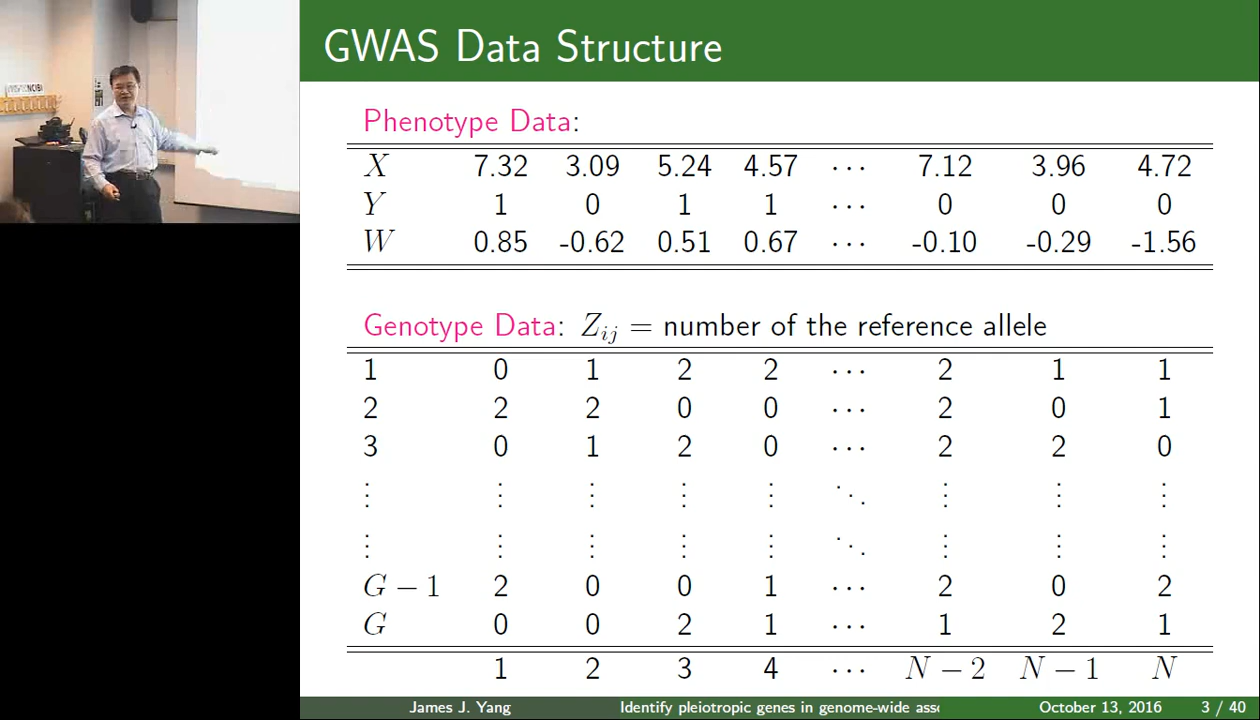 GWAS Data Structure
Phenotype Data:
X 7.32 3.09 5.24 4.57 ⋯ 7.12 3.96 4.72
Y 1 0 1 1 ⋯ 0 0 0
W 0.85 -0.62 0.51 0.67 ⋯ -0.10 -0.29 -1.56
Genotype Data: Z_{ij} = number of the reference allele
1 0 1 2 2 ⋯ 2 1 1
2 2 2 0 0 ⋯ 2 0 1
3 0 1 2 0 ⋯ 2 2 0
⋮ ⋮ ⋮ ⋮ ⋮ ⋱ ⋮ ⋮ ⋮
⋮ ⋮ ⋮ ⋮ ⋮ ⋱ ⋮ ⋮ ⋮
G − 1 2 0 0 1 ⋯ 2 0 2
G 0 0 2 1 ⋯ 1 2 1
1 2 3 4 ⋯ N − 2 N − 1 N
James J. Yang Identify pleiotropic genes in genome-wide asso October 13, 2016 3 / 40